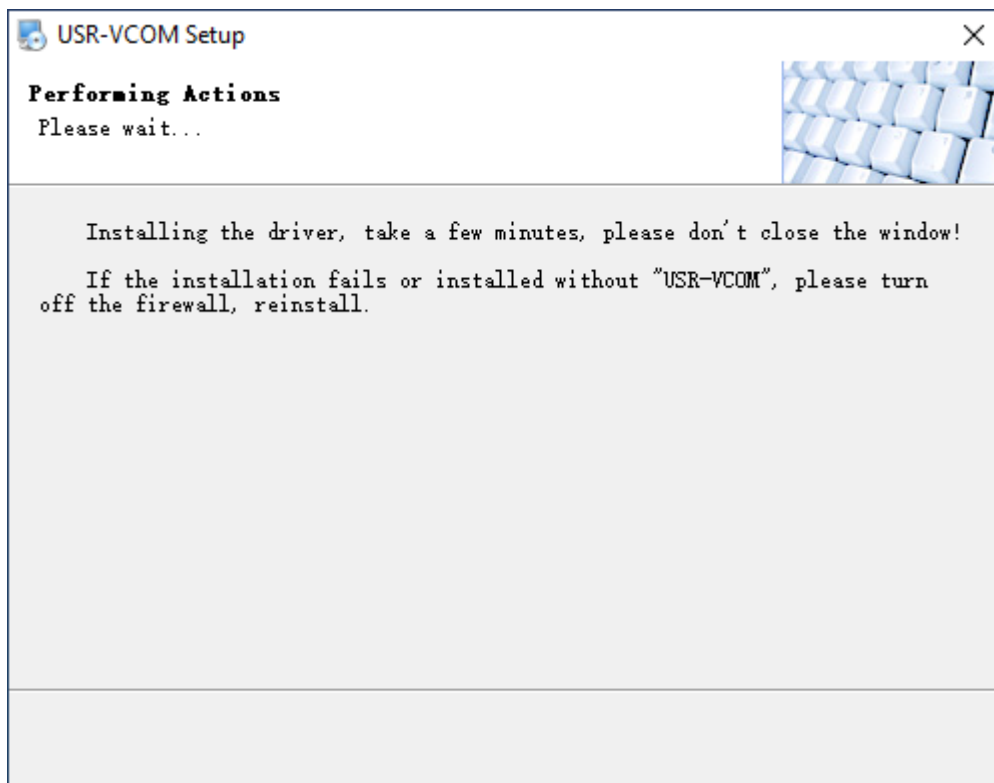 USR-VCOM Setup
Performing Actions
Please wait...
Installing the driver, take a few minutes, please don't close the window!
If the installation fails or installed without "USR-VCOM", please turn
off the firewall, reinstall.